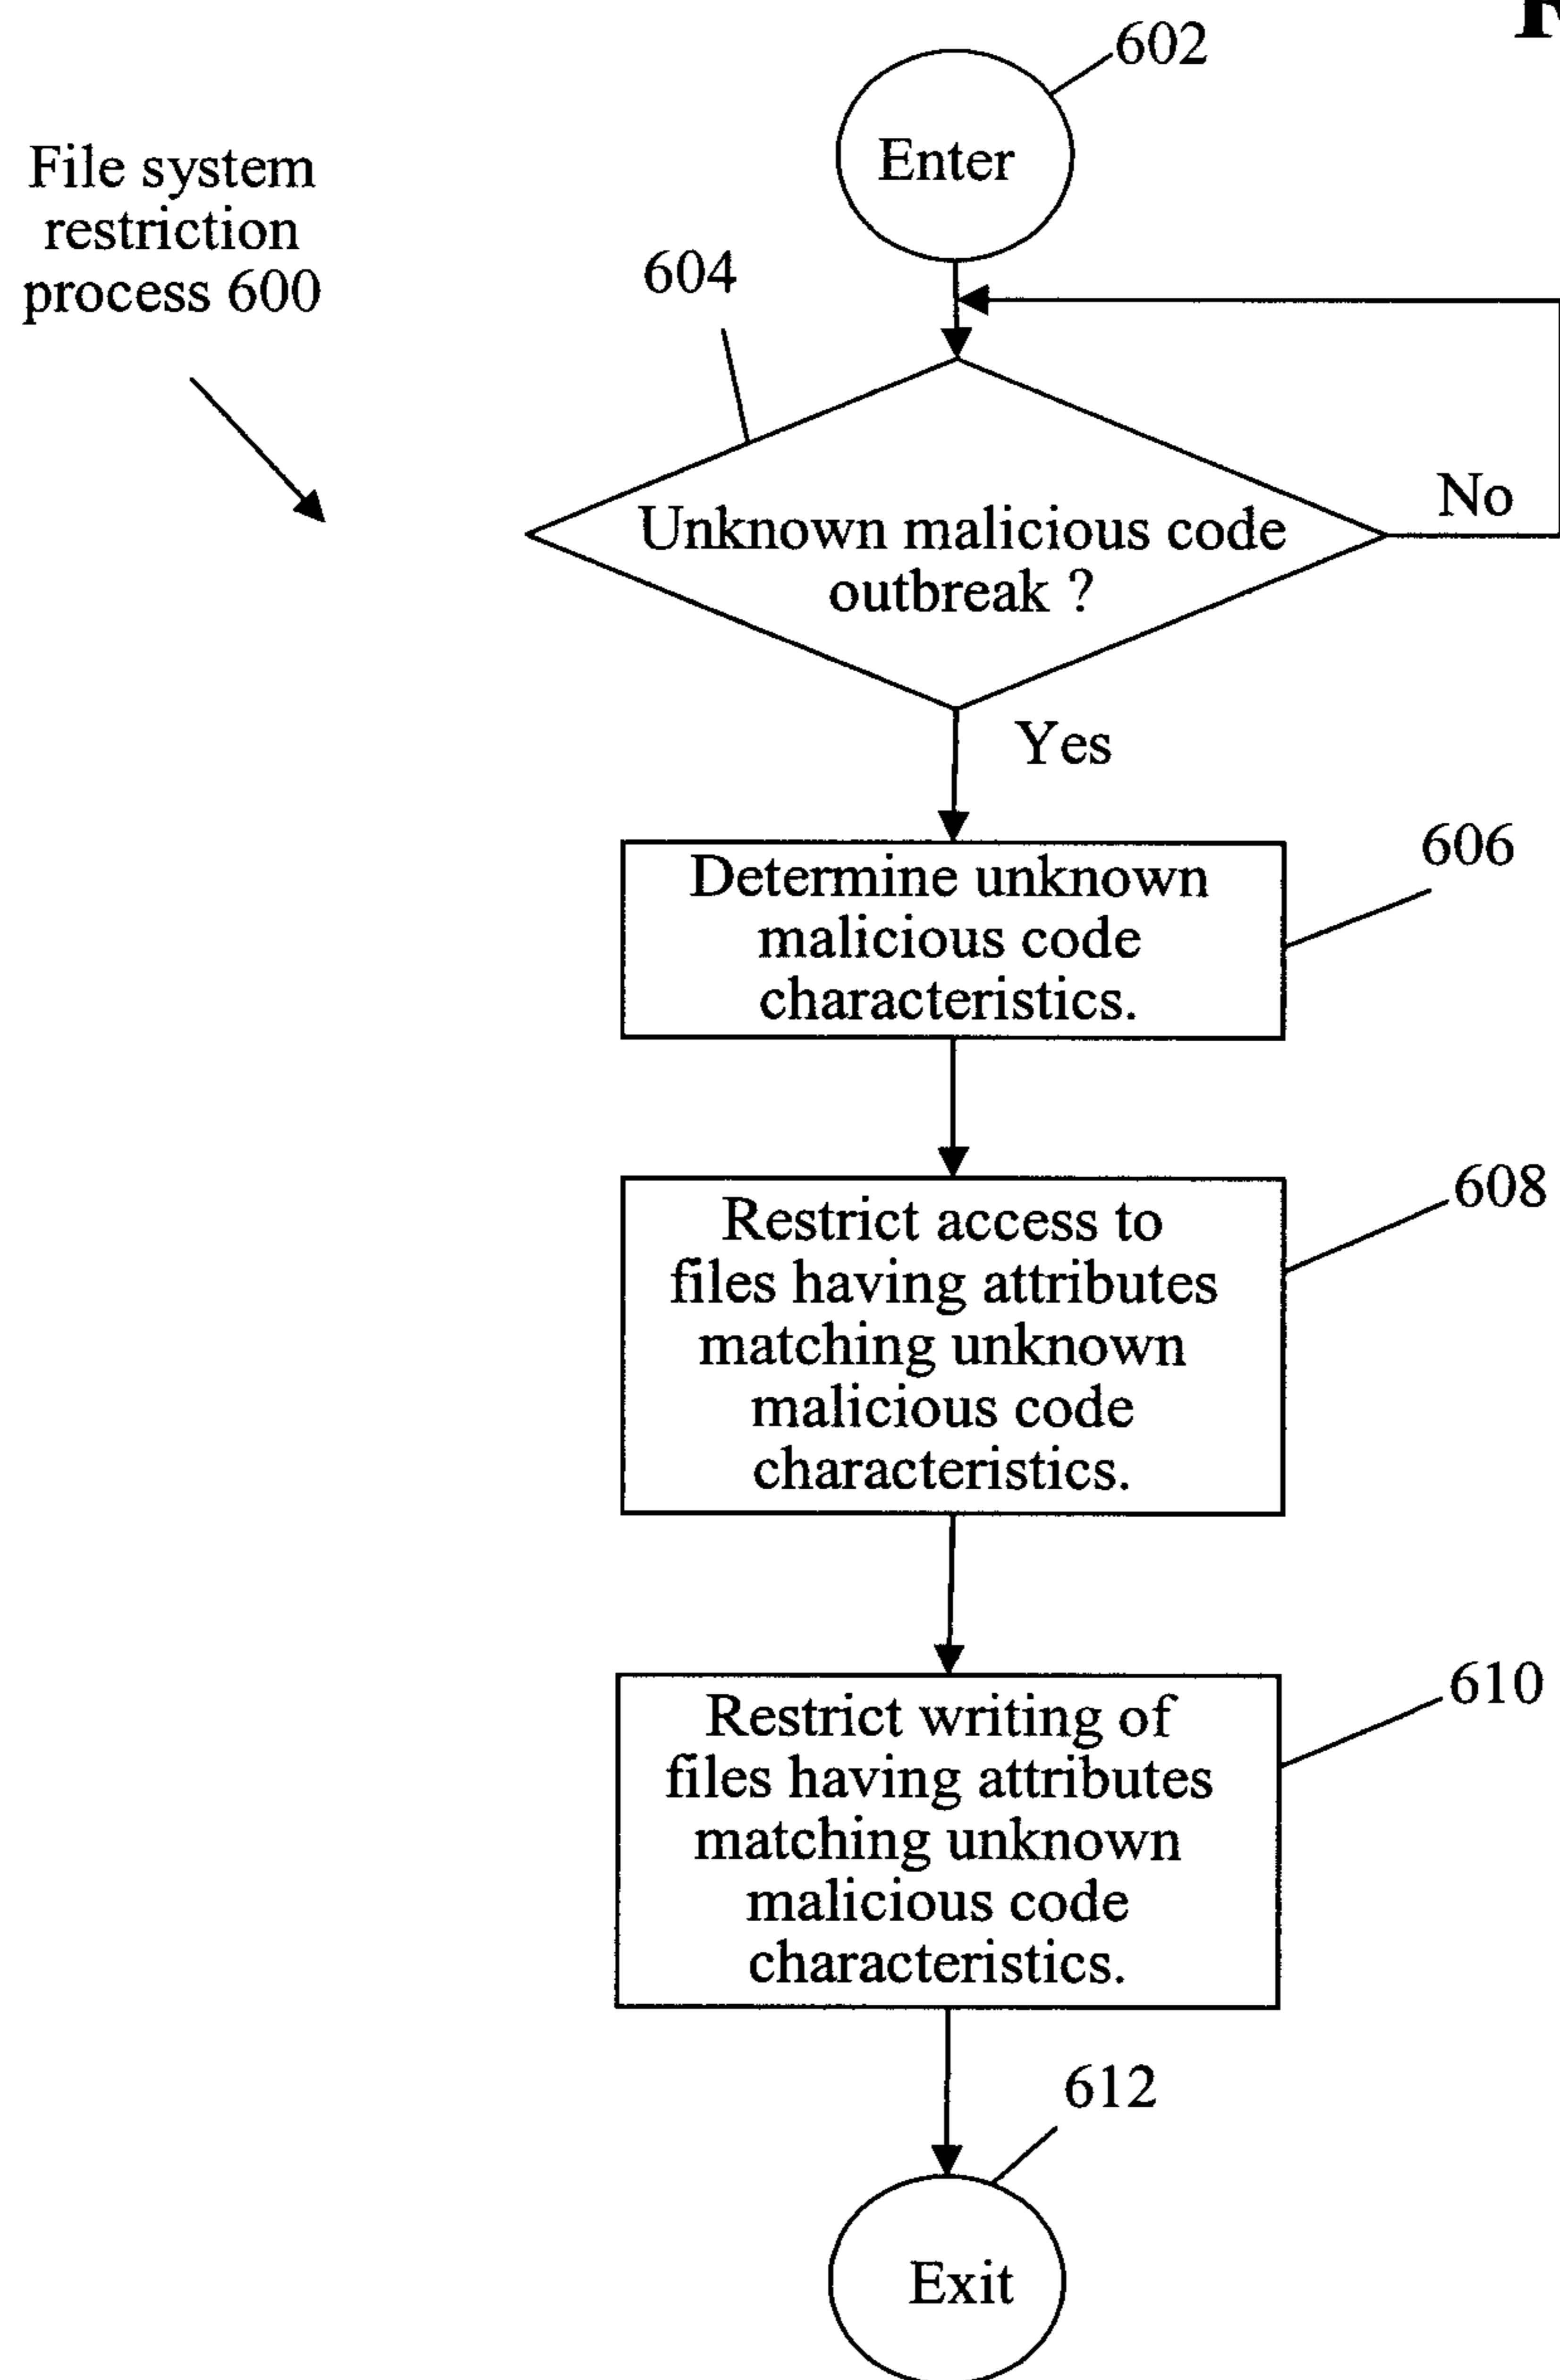 602
Enter
File system
restriction
process 600
604
No
Unknown malicious code
outbreak ?
Yes
606
Determine unknown
malicious code
characteristics.
608
Restrict access to
files having attributes
matching unknown
malicious code
characteristics.
610
Restrict writing of
files having attributes
matching unknown
malicious code
characteristics.
612
Exit